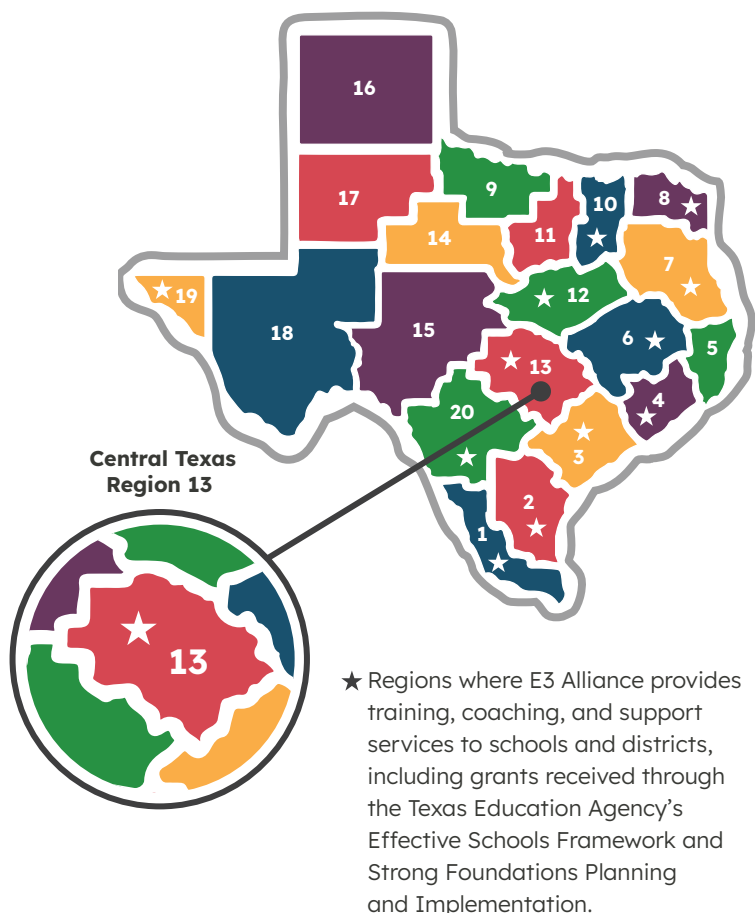 16
17
9
14
11
10
8
7
19
18
15
12
6
5
13
4
20
3
2
1
Central Texas
Region 13
13
★ Regions where E3 Alliance provides
training, coaching, and support
services to schools and districts,
including grants received through
the Texas Education Agency’s
Effective Schools Framework and
Strong Foundations Planning
and Implementation.